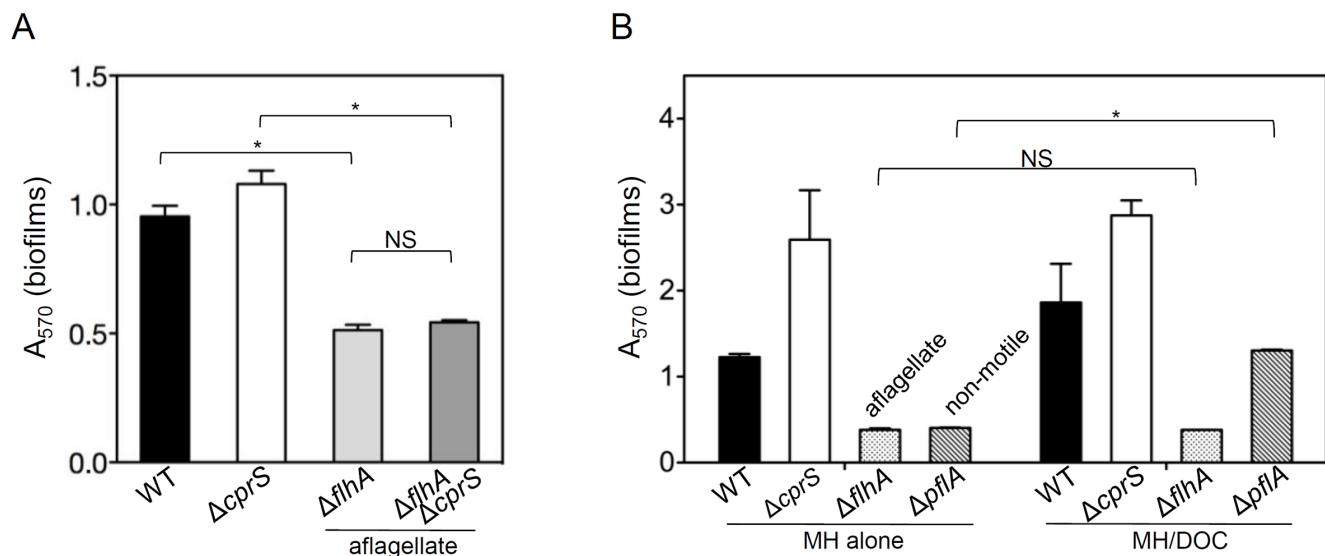 A
A570 (biofilms)
1.5
1.0
0.5
0.0
*
*
NS
WT
ΔcprS
ΔflhA
ΔflhA
ΔcprS
aflagellate
B
A570 (biofilms)
4
3
2
1
0
*
NS
aflagellate
non-motile
WT
ΔcprS
ΔflhA
ΔpflA
WT
ΔcprS
ΔflhA
ΔpflA
MH alone
MH/DOC